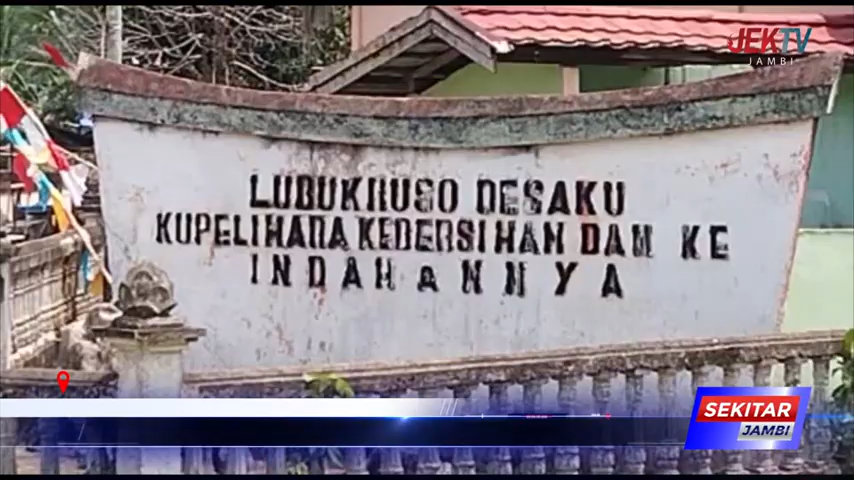 JEKTV
JAMBI
LUBUKRUSO DESAKU
KUPELIHARA KEBERSIHAN DAN KE
INDAHANNYA
SEKITAR
JAMBI